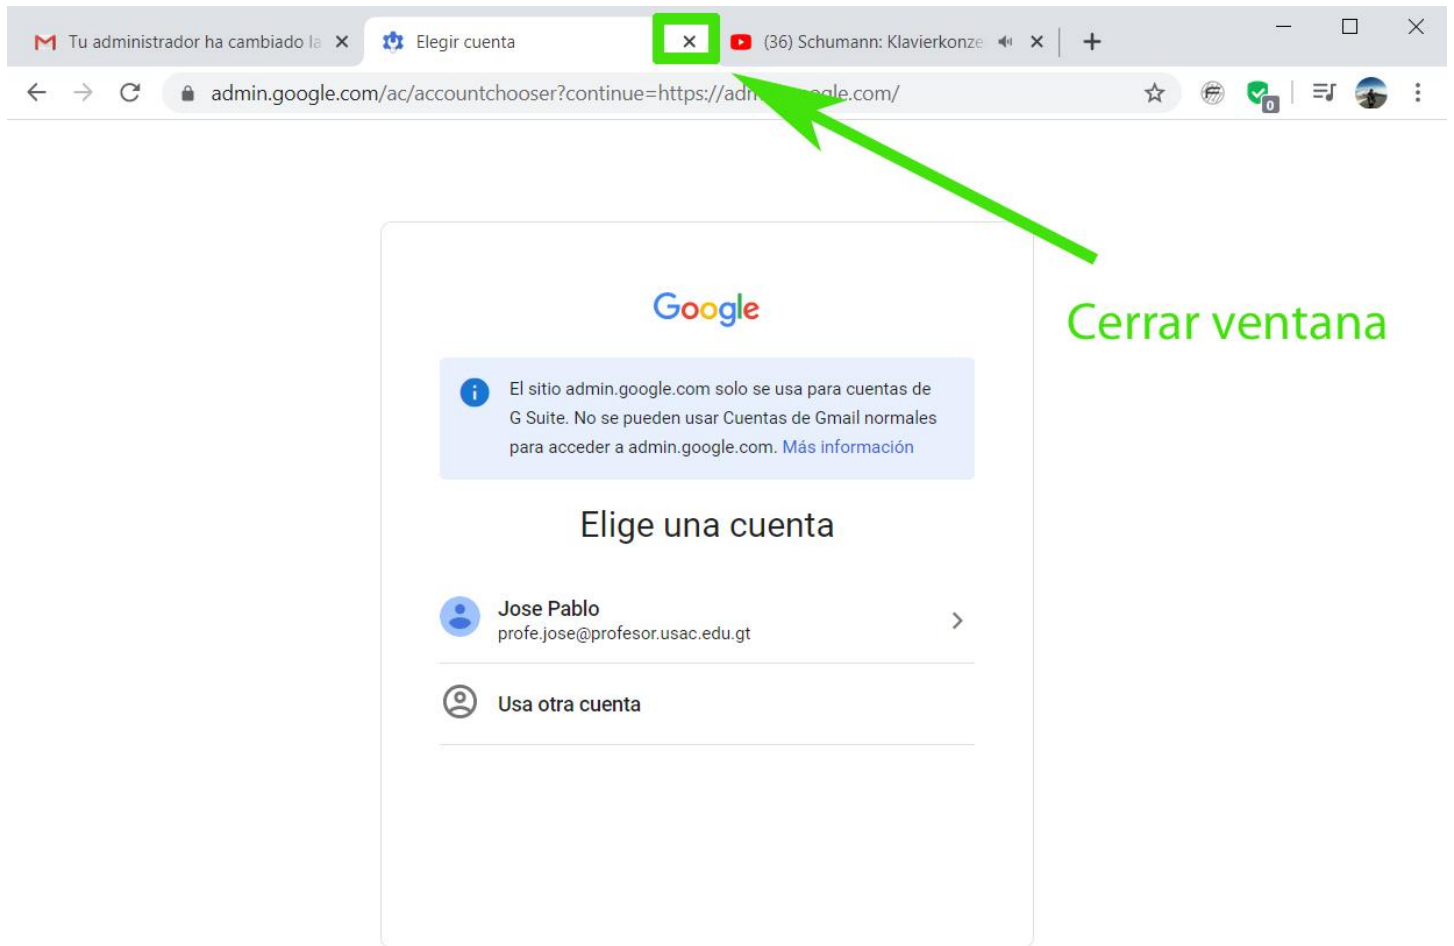 Tu administrador ha cambiado la
Elegir cuenta
(36) Schumann: Klavierkonze
admin.google.com/ac/accountchooser?continue=https://adm
gle.com/
0
Cerrar ventana
Google
El sitio admin.google.com solo se usa para cuentas de
G Suite. No se pueden usar Cuentas de Gmail normales
para acceder a admin.google.com. Más información
Elige una cuenta
Jose Pablo
profe.jose@profesor.usac.edu.gt
Usa otra cuenta